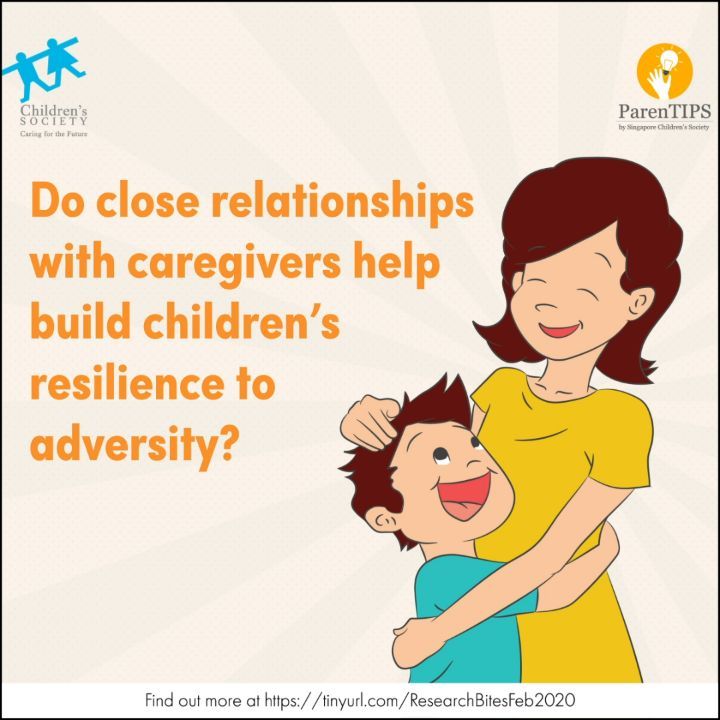 Children's
SOCIETY
Caring for the Future
ParenTIPS
by Singapore Children's Society
Do close relationships
with caregivers help
build children's
resilience to
adversity?
Find out more at https://tinyurl.com/ResearchBitesFeb2020